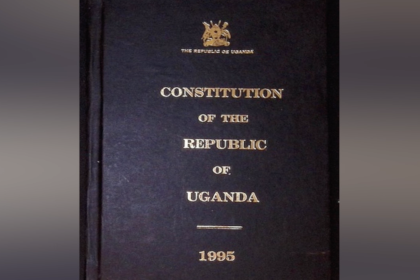 THE REPUBLIC OF UGANDA
CONSTITUTION
OF THE
REPUBLIC
OF
UGANDA
1995